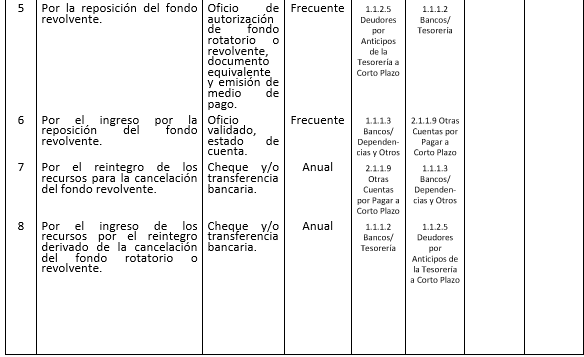 5
Por la reposición del fondo
revolvente.
Oficio de
autorización
de fondo
rotatorio o
revolvente,
documento
equivalente
y emisión de
medio de
pago.
Frecuente
1.1.2.5
Deudores
por
Anticipos
de la
Tesorería a
Corto Plazo
1.1.1.2
Bancos/
Tesorería
6
Por el ingreso por la
reposición del fondo
revolvente.
Oficio
validado,
estado de
cuenta.
Frecuente
1.1.1.3
Bancos/
Dependen-
cias y Otros
2.1.1.9 Otras
Cuentas por
Pagar a
Corto Plazo
7
Por el reintegro de los
recursos para la cancelación
del fondo revolvente.
Cheque y/o
transferencia
bancaria.
Anual
2.1.1.9
Otras
Cuentas
por Pagar a
Corto Plazo
1.1.1.3
Bancos/
Dependen-
cias y Otros
8
Por el ingreso de los
recursos por el reintegro
derivado de la cancelación
del fondo rotatorio o
revolvente.
Cheque y/o
transferencia
bancaria.
Anual
1.1.1.2
Bancos/
Tesorería
1.1.2.5
Deudores
por
Anticipos de
la Tesorería
a Corto Plazo